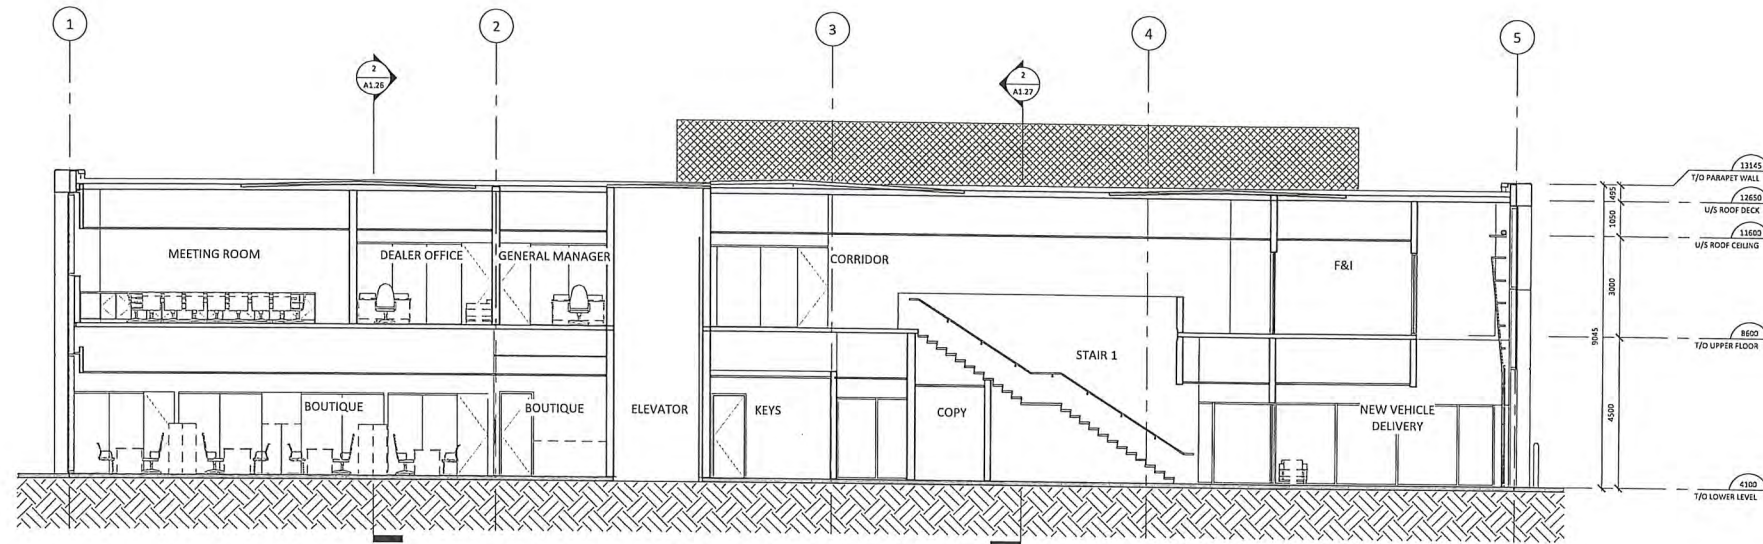 1
2
3
4
5
2
A1.26
2
A1.27
13145
T/O PARAPET WALL
495
12650
U/S ROOF DECK
1050
11600
U/S ROOF CEILING
MEETING ROOM
DEALER OFFICE
GENERAL MANAGER
CORRIDOR
F&I
3000
8600
T/O UPPER FLOOR
9045
STAIR 1
BOUTIQUE
BOUTIQUE
ELEVATOR
KEYS
COPY
NEW VEHICLE
DELIVERY
4500
4100
T/O LOWER LEVEL